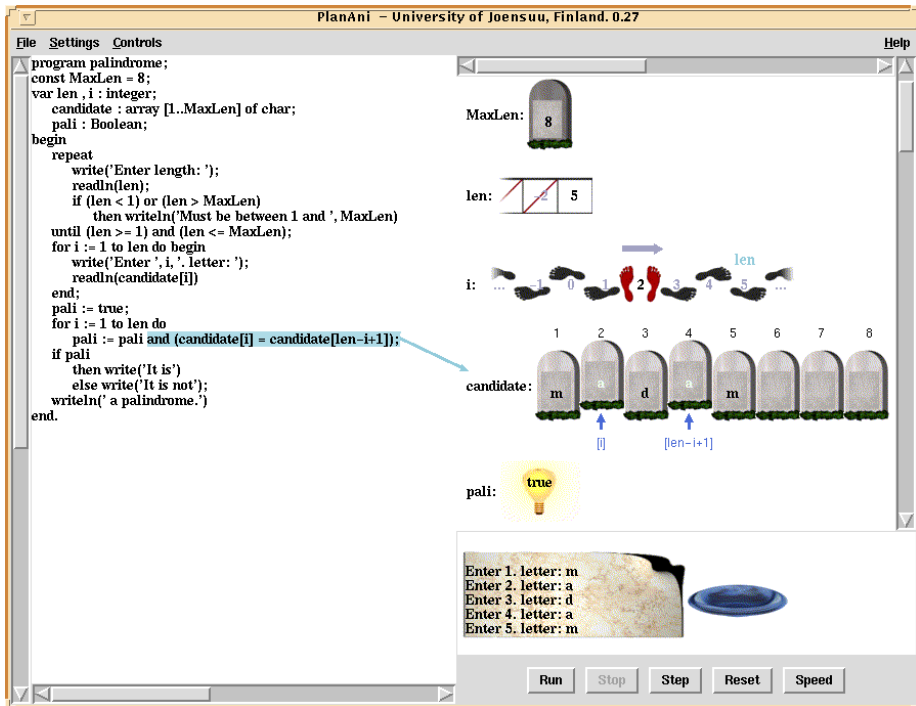 PlanAni – University of Joensuu, Finland. 0.27
File Settings Controls Help
program palindrome;
const MaxLen = 8;
var len , i : integer;
candidate : array [1..MaxLen] of char;
pali : Boolean;
begin
repeat
write('Enter length: ');
readln(len);
if (len < 1) or (len > MaxLen)
then writeln('Must be between 1 and ', MaxLen)
until (len >= 1) and (len <= MaxLen);
for i := 1 to len do begin
write('Enter ', i, '. letter: ');
readln(candidate[i])
end;
pali := true;
for i := 1 to len do
pali := pali and (candidate[i] = candidate[len-i+1]);
if pali
then write('It is')
else write('It is not');
writeln(' a palindrome.')
end.
MaxLen: 8
len: -2 5
len
i: ... -1 0 1 2 3 4 5 ...
1 2 3 4 5 6 7 8
candidate: m a d a m
[i] [len-i+1]
pali: true
Enter 1. letter: m
Enter 2. letter: a
Enter 3. letter: d
Enter 4. letter: a
Enter 5. letter: m
Run Stop Step Reset Speed